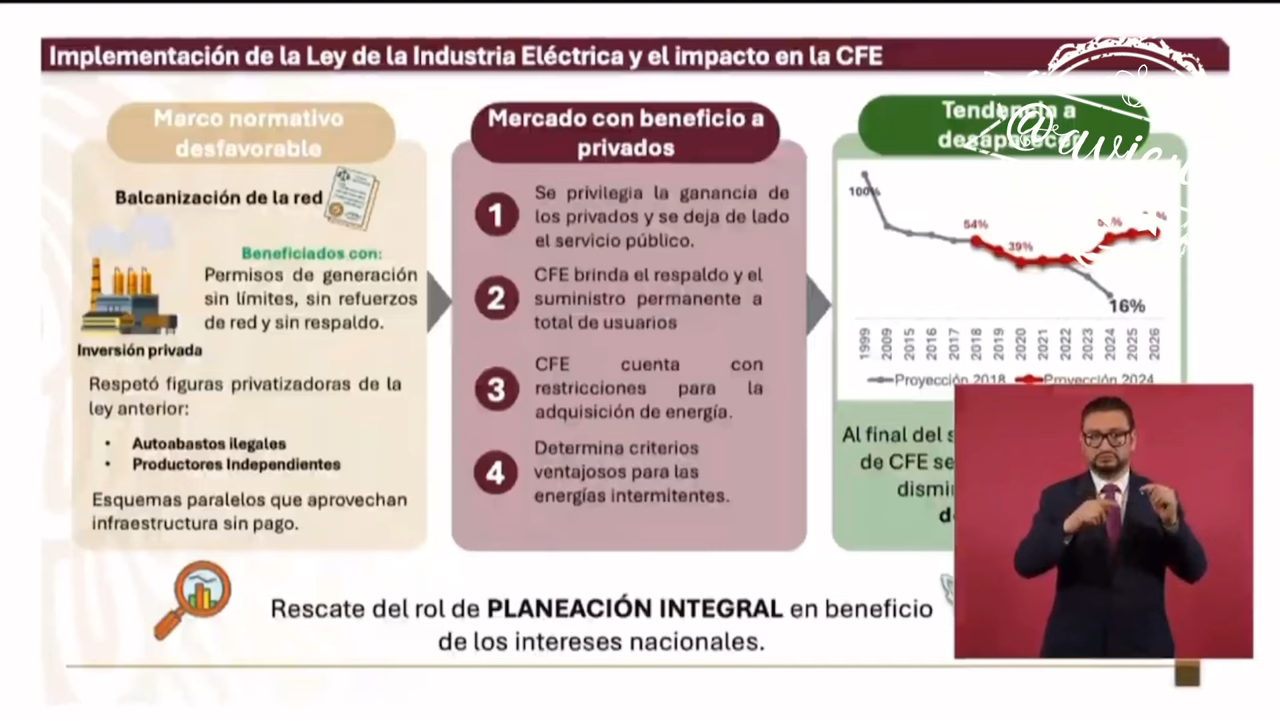 Implementación de la Ley de la Industria Eléctrica y el impacto en la CFE
Marco normativo
desfavorable
Balcanización de la red
Beneficiados con:
Permisos de generación
sin límites, sin refuerzos
de red y sin respaldo.
Inversión privada
Respetó figuras privatizadoras de la
ley anterior:
• Autoabastos ilegales
• Productores Independientes
Esquemas paralelos que aprovechan
infraestructura sin pago.
Mercado con beneficio a
privados
1
Se privilegia la ganancia de
los privados y se deja de lado
el servicio público.
2
CFE brinda el respaldo y el
suministro permanente a
total de usuarios
3
CFE cuenta con
restricciones para la
adquisición de energía.
4
Determina criterios
ventajosos para las
energías intermitentes.
Tendencia a
desaparecer
100%
54%
39%
16%
1999
2009
2015
2016
2017
2018
2019
2020
2021
2022
2023
2024
2025
2026
Proyección 2018 Proyección 2024
Al final del
de CFE se
Rescate del rol de PLANEACIÓN INTEGRAL en beneficio
de los intereses nacionales.